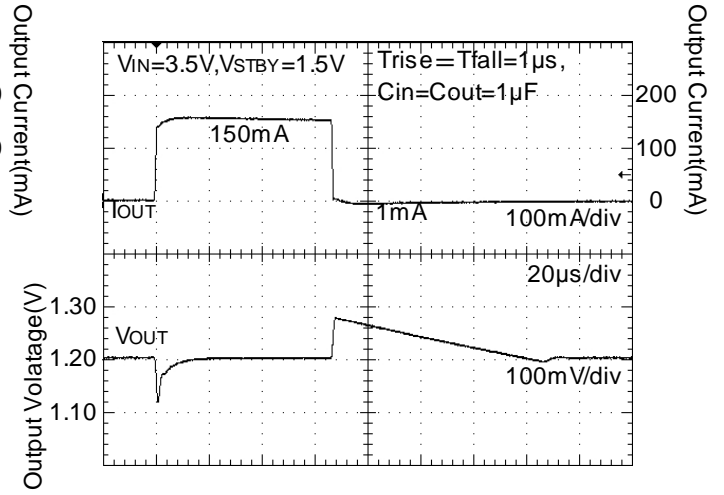 Output Current(mA)
VIN=3.5V,VSTBY=1.5V
Trise=Tfall=1µs,
Cin=Cout=1µF
150mA
IOUT
1mA
100mA/div
200
100
0
Output Current(mA)
20µs/div
Output Volatage(V)
1.30
1.20
1.10
VOUT
100mV/div